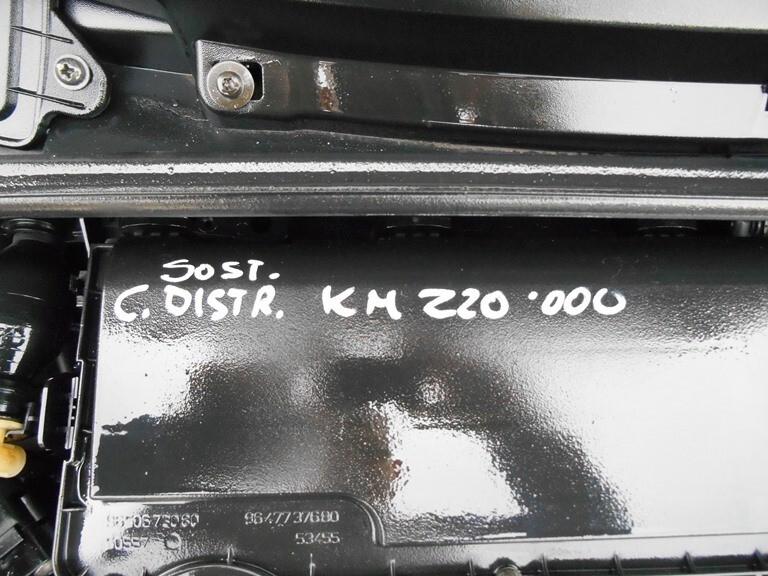 SOST.
C. DISTR. KM 220.000
9647737680
53455